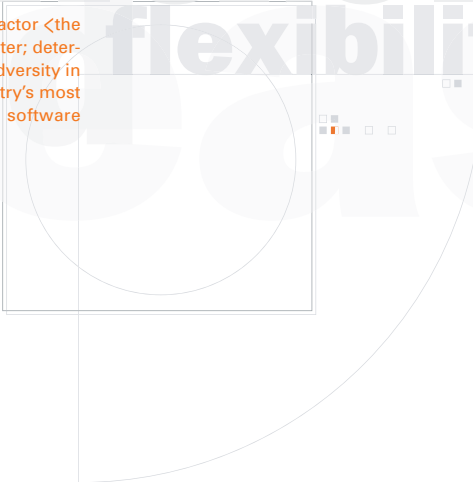 actor <the
ter; deter-
dversity in
try's most
software
flexibili